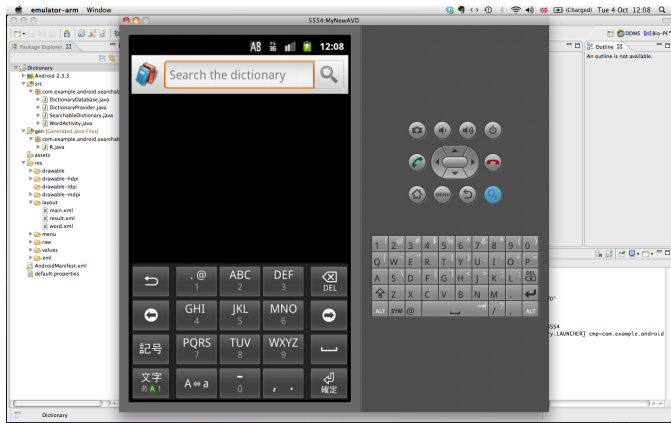 emulator-arm Window
(Charged) Tue 4 Oct 12:08
5554:MyNewAVD
DDMS
Package Explorer
Dictionary
Android 2.3.3
src
com.example.android.searchab
DictionaryDatabase.java
DictionaryProvider.java
SearchableDictionary.java
WordActivity.java
gen [Generated Java Files]
com.example.android.searchab
R.java
assets
res
drawable
drawable-hdpi
drawable-ldpi
drawable-mdpi
layout
main.xml
result.xml
word.xml
menu
raw
values
xml
AndroidManifest.xml
default.properties
AB 12:08
Search the dictionary
. @ ABC DEF DEL
1 2 3
GHI JKL MNO
4 5 6
記号 PQRS TUV WXYZ
7 8 9
文字 A⇔a - , . 確定
あA1 0
MENU
1 2 3 4 5 6 7 8 9 0
Q W E R T Y U I O P
A S D F G H J K L DEL
Z X C V B N M .
ALT SYM @ / , ALT
Outline
An outline is not available.
5554
y.LAUNCHER] cmp=com.example.android
Dictionary